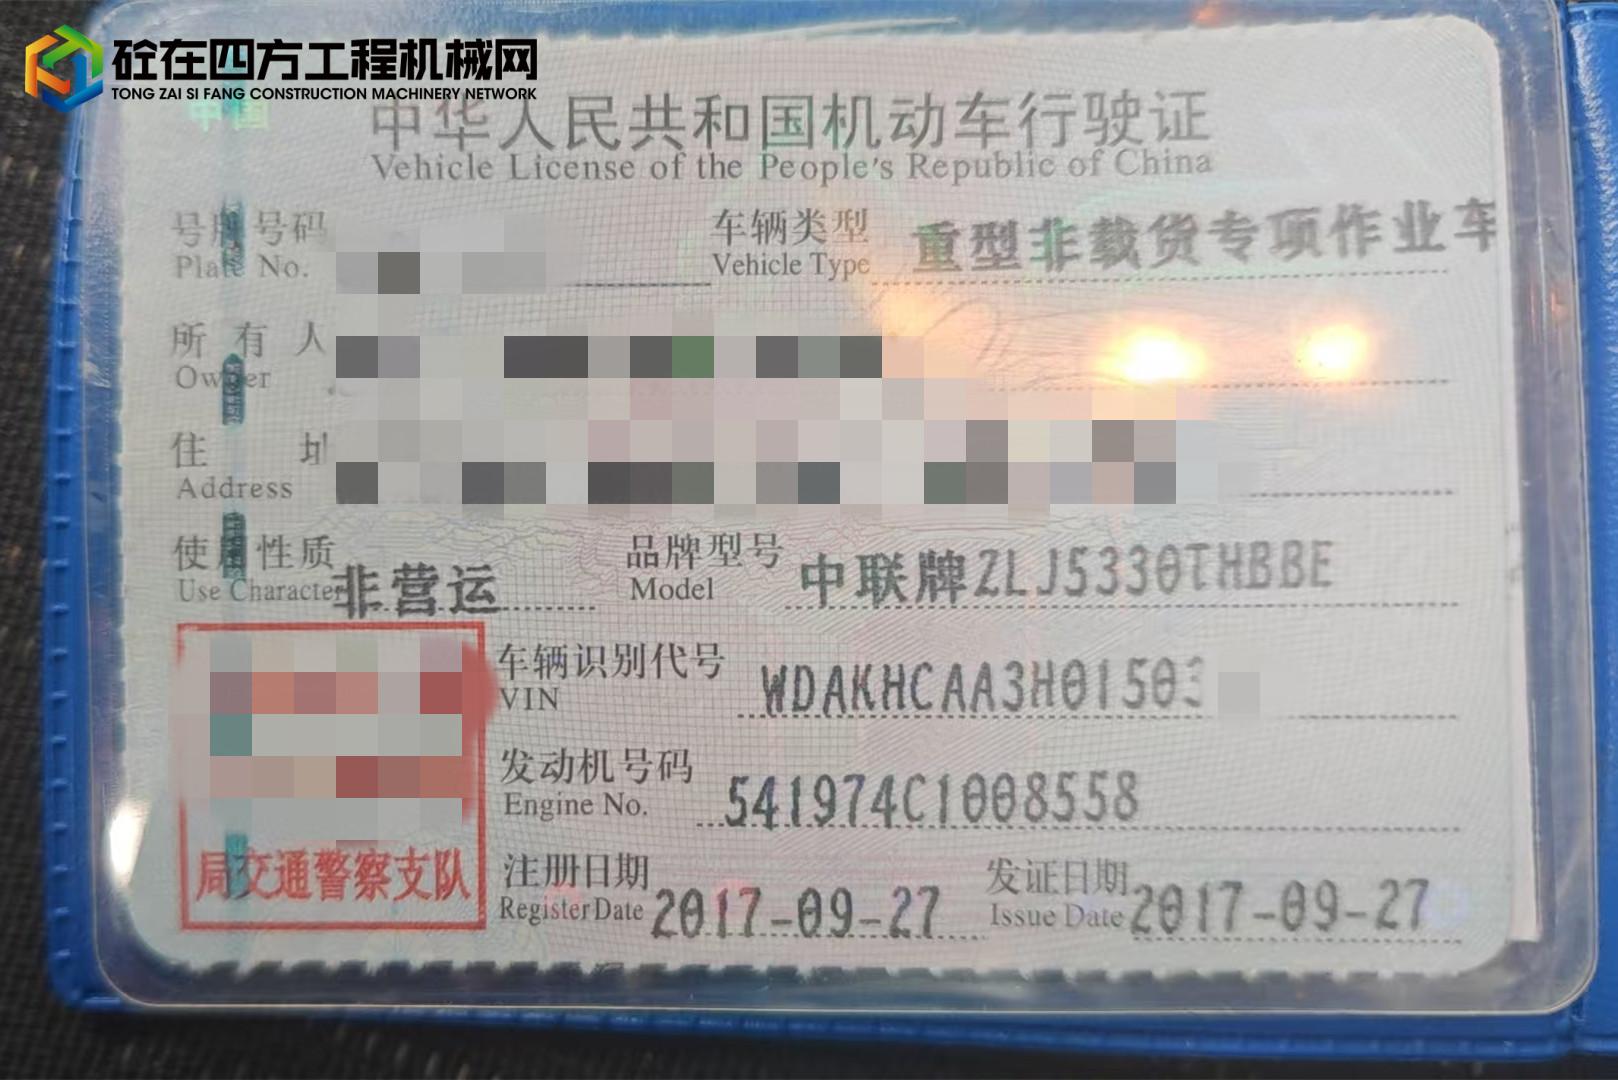 砼在四方工程机械网
TONG ZAI SI FANG CONSTRUCTION MACHINERY NETWORK
中国
中华人民共和国机动车行驶证
Vehicle License of the People's Republic of China
号牌号码 车辆类型 重型非载货专项作业车
Plate No. Vehicle Type
所有人
Owner
住址
Address
使用性质 非营运 品牌型号 中联牌ZLJ5330THBBE
Use Character Model
车辆识别代号 WDAKHCAA3H01503
VIN
发动机号码 541974C1008558
Engine No.
注册日期 2017-09-27 发证日期 2017-09-27
Register Date Issue Date
局交通警察支队